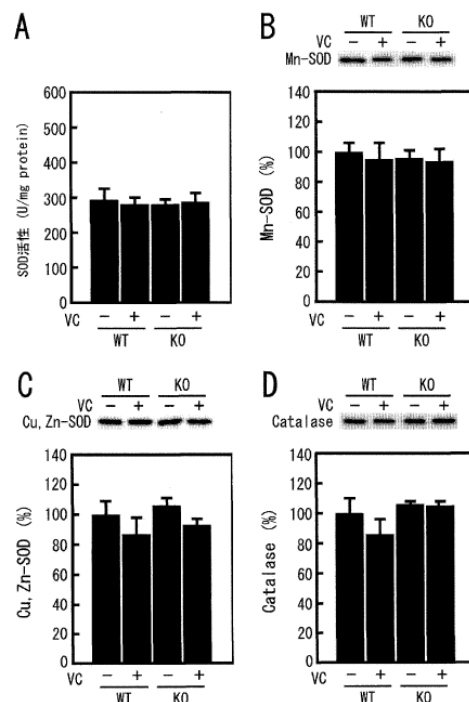 A
SOD活性 (U/mg protein)
600
500
400
300
200
100
0
VC − + − +
WT KO
B
WT KO
VC − + − +
Mn-SOD
Mn-SOD (%)
140
120
100
80
60
40
20
0
VC − + − +
WT KO
C
WT KO
VC − + − +
Cu, Zn-SOD
Cu, Zn-SOD (%)
140
120
100
80
60
40
20
0
VC − + − +
WT KO
D
WT KO
VC − + − +
Catalase
Catalase (%)
140
120
100
80
60
40
20
0
VC − + − +
WT KO